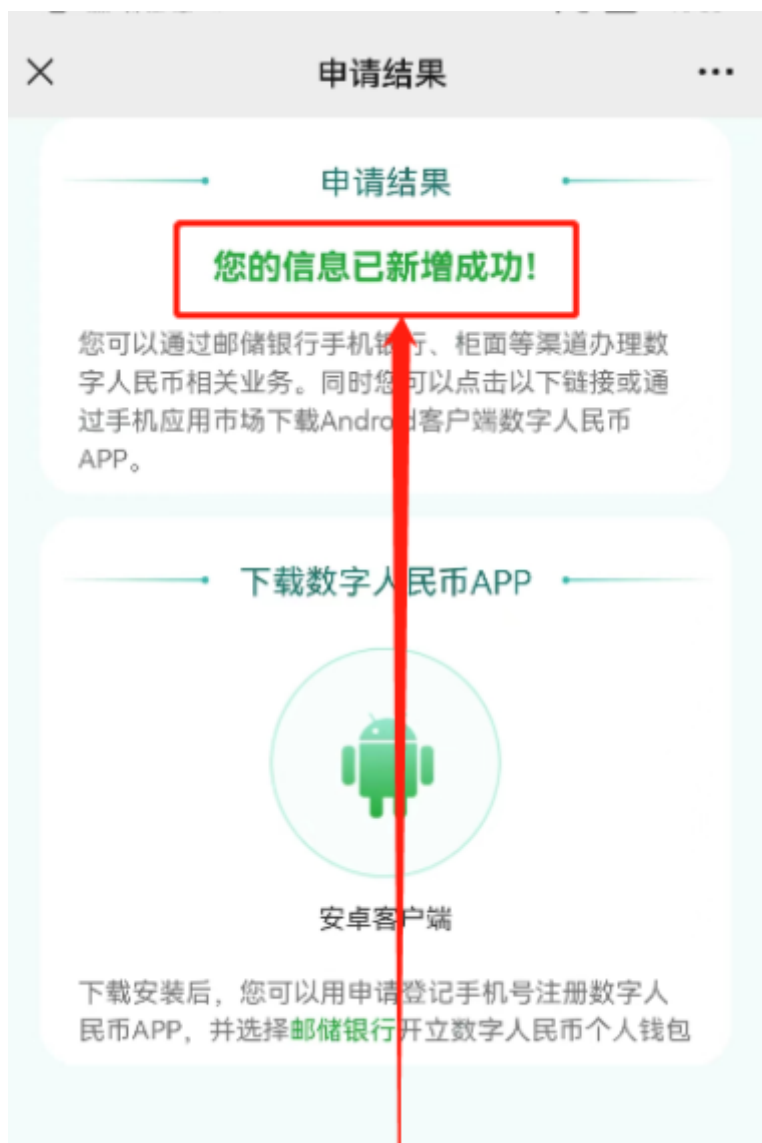 申请结果
申请结果
您的信息已新增成功!
您可以通过邮储银行手机银行、柜面等渠道办理数
字人民币相关业务。同时您可以点击以下链接或通
过手机应用市场下载Android客户端数字人民币
APP。
下载数字人民币APP
安卓客户端
下载安装后，您可以用申请登记手机号注册数字人
民币APP，并选择邮储银行开立数字人民币个人钱包